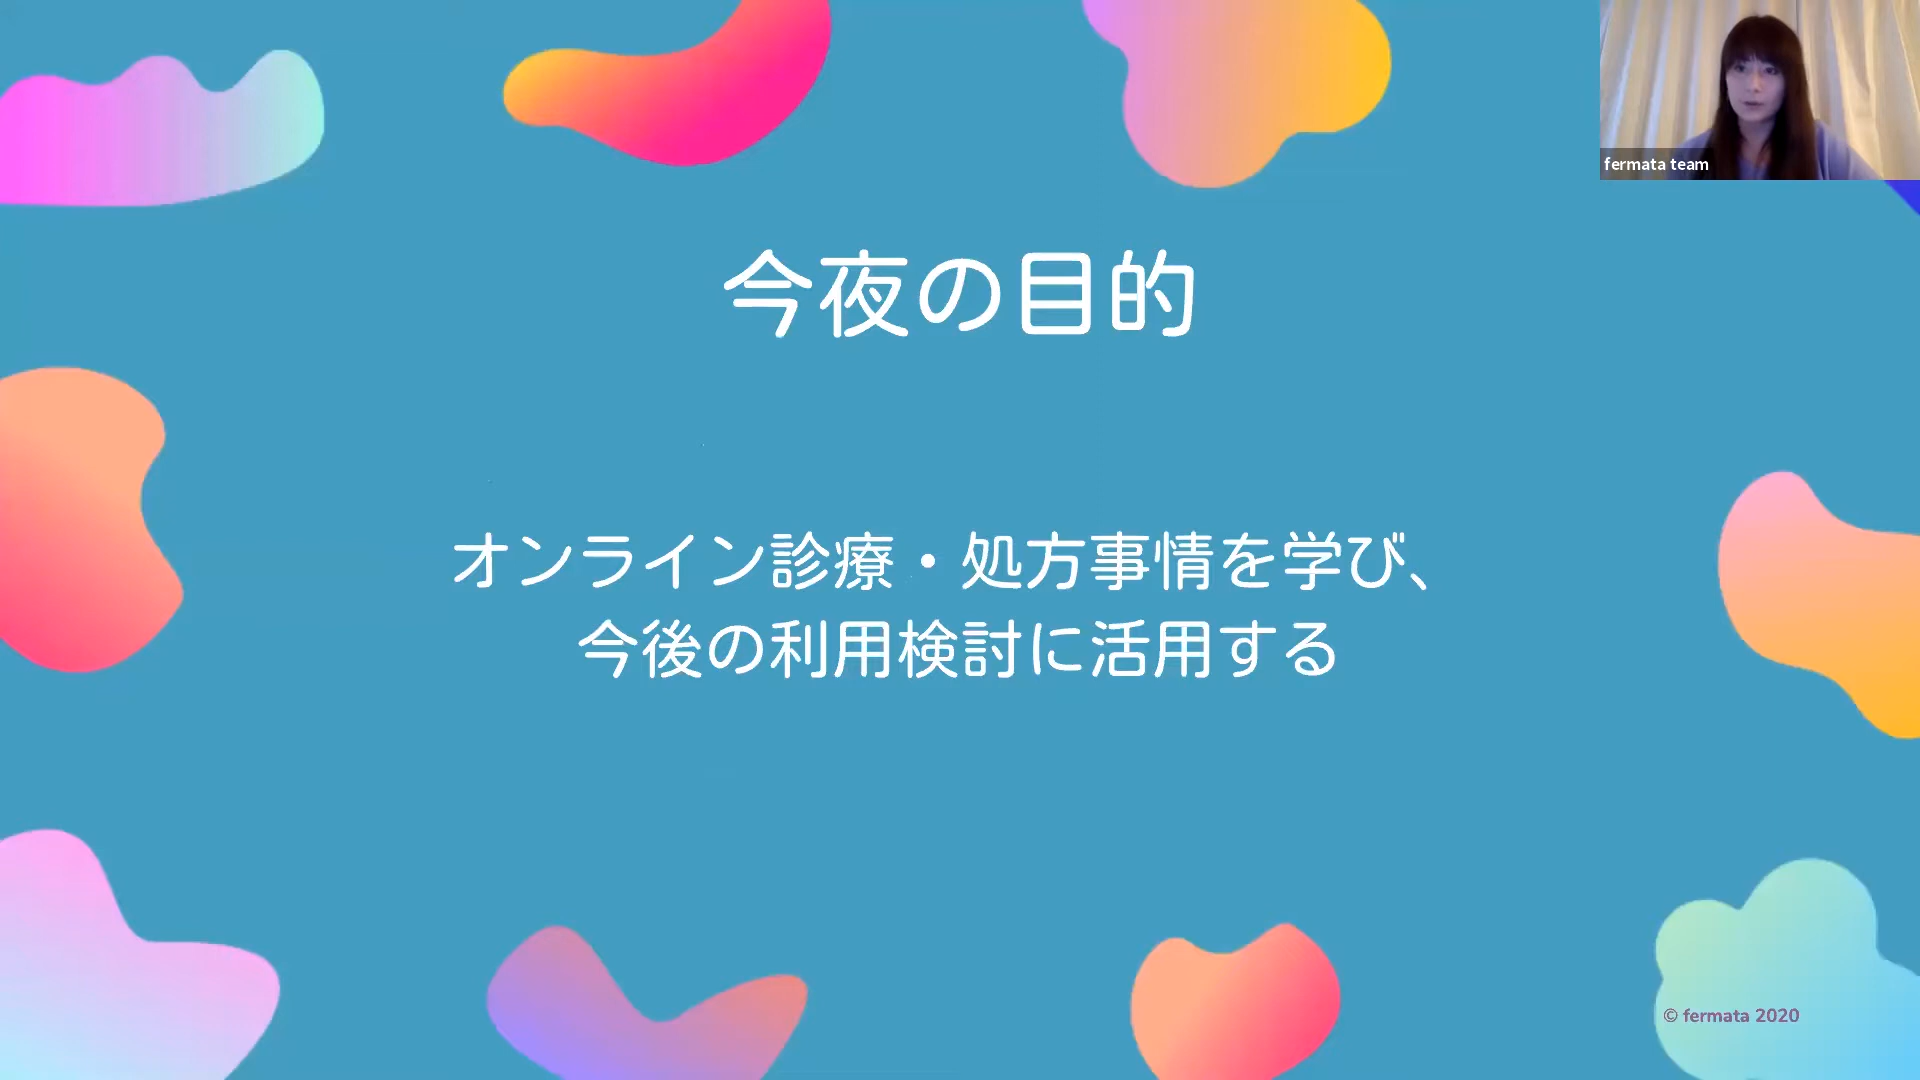 fermata team
今夜の目的
オンライン診療・処方事情を学び、
今後の利用検討に活用する
© fermata 2020